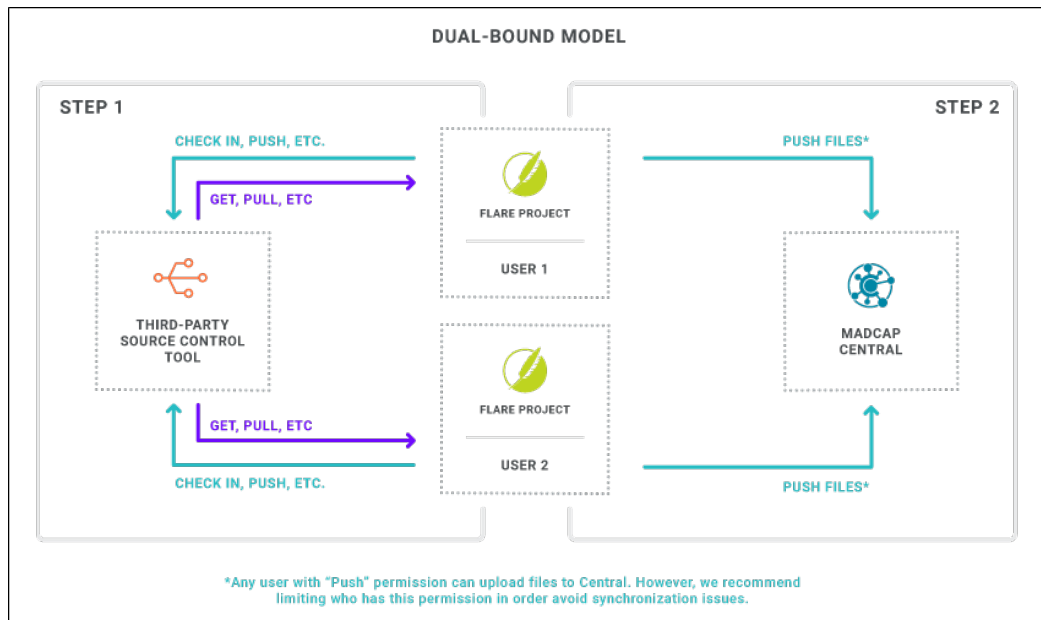 DUAL-BOUND MODEL
STEP 1
STEP 2
CHECK IN, PUSH, ETC.
PUSH FILES*
GET, PULL, ETC
FLARE PROJECT
USER 1
THIRD-PARTY
SOURCE CONTROL
TOOL
MADCAP
CENTRAL
FLARE PROJECT
GET, PULL, ETC
USER 2
CHECK IN, PUSH, ETC.
PUSH FILES*
*Any user with “Push” permission can upload files to Central. However, we recommend
limiting who has this permission in order avoid synchronization issues.